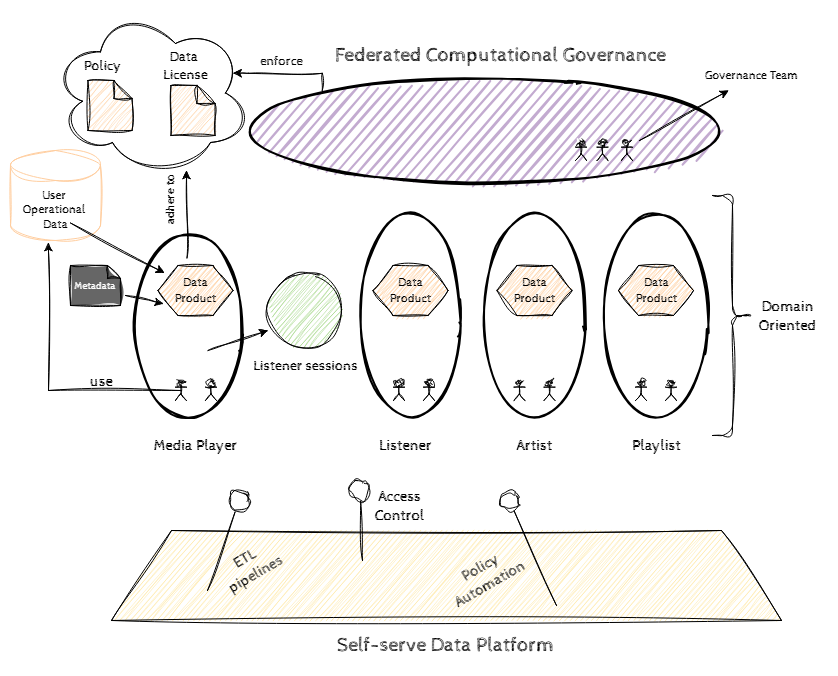 Federated Computational Governance
Policy
Data
License
enforce
Governance Team
adhere to
User
Operational
Data
Metadata
Data
Product
Listener sessions
Data
Product
Data
Product
Data
Product
Domain
Oriented
use
Media Player
Listener
Artist
Playlist
Access
Control
ETL
pipelines
Policy
Automation
Self-serve Data Platform